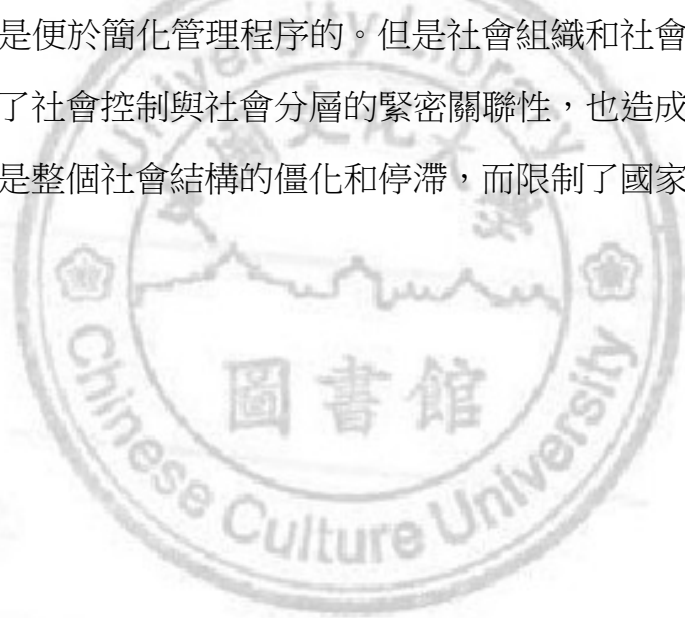 是便於簡化管理程序的。但是社會組織和社會
了社會控制與社會分層的緊密關聯性，也造成
是整個社會結構的僵化和停滯，而限制了國家
圖書館
Chinese Culture University